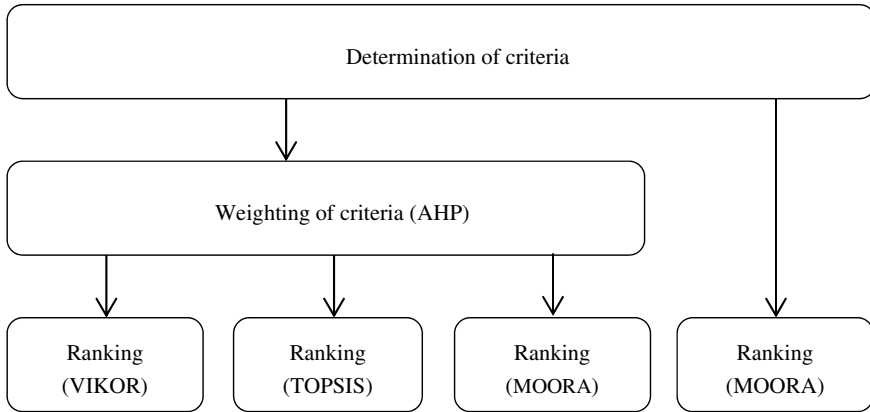 Determination of criteria
Weighting of criteria (AHP)
Ranking
(VIKOR)
Ranking
(TOPSIS)
Ranking
(MOORA)
Ranking
(MOORA)